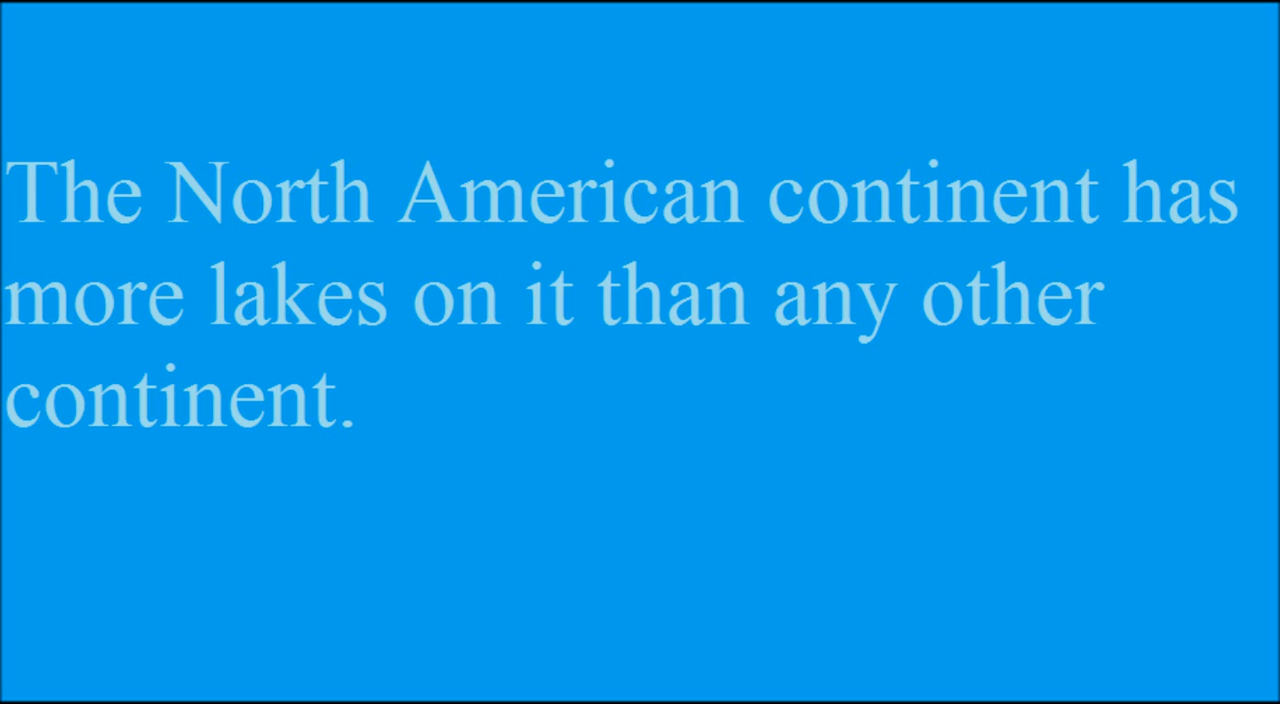 The North American continent has
more lakes on it than any other
continent.